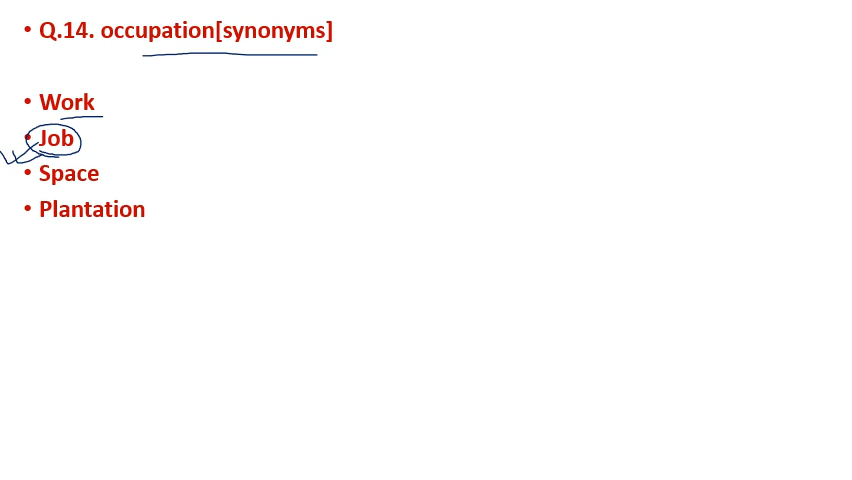 • Q.14. occupation[synonyms]
• Work
• Job
• Space
• Plantation